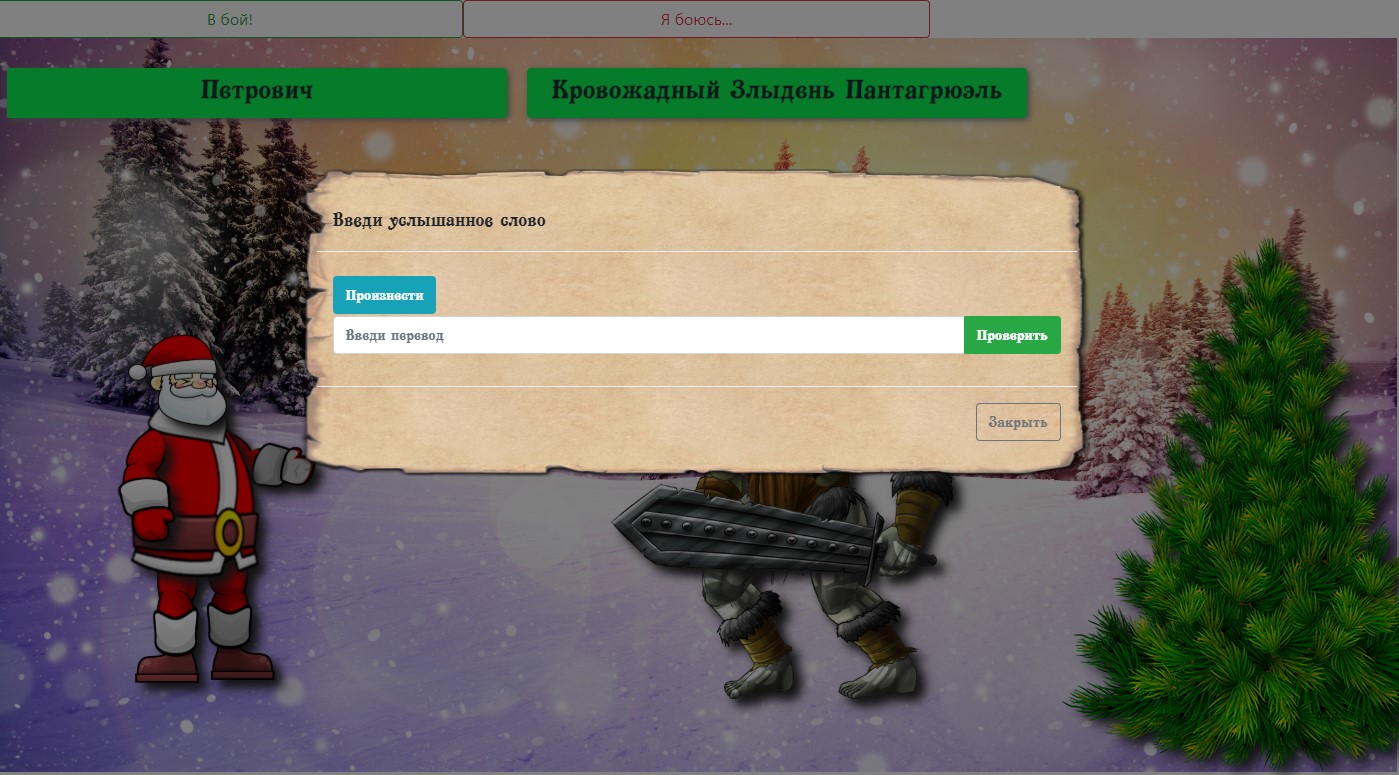 В бой!
Я боюсь...
Петрович
Кровожадный Злыдень Пантагрюэль
Введи услышанное слово
Произнести
Введи перевод
Проверить
Закрыть